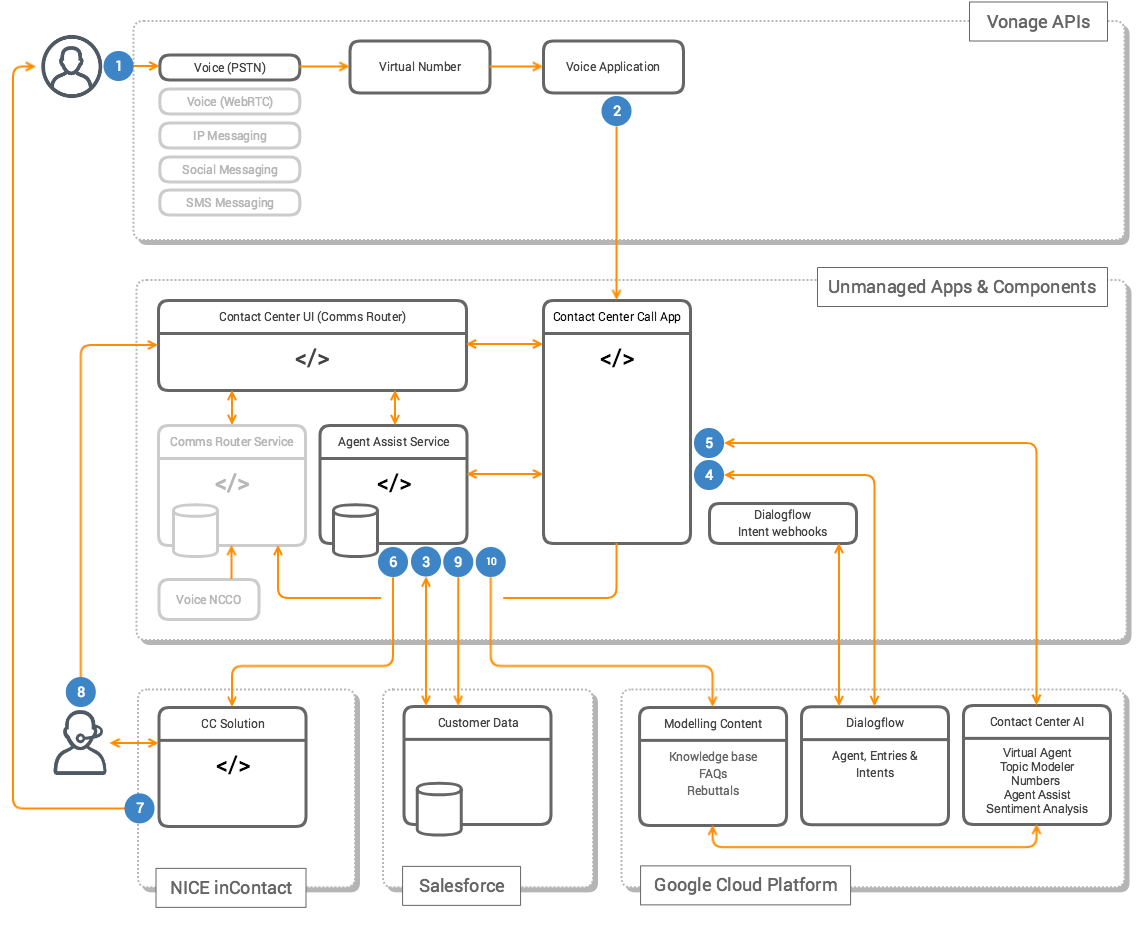 Vonage APIs
1
Voice (PSTN)
Virtual Number
Voice Application
Voice (WebRTC)
IP Messaging
Social Messaging
SMS Messaging
2
Unmanaged Apps & Components
Contact Center UI (Comms Router)
</>
Contact Center Call App
</>
Comms Router Service
</>
Agent Assist Service
</>
5
4
Dialogflow
Intent webhooks
6
3
9
10
Voice NCCO
8
7
CC Solution
</>
NICE inContact
Customer Data
Salesforce
Modelling Content
Knowledge base
FAQs
Rebuttals
Dialogflow
Agent, Entries &
Intents
Contact Center AI
Virtual Agent
Topic Modeler
Numbers
Agent Assist
Sentiment Analysis
Google Cloud Platform